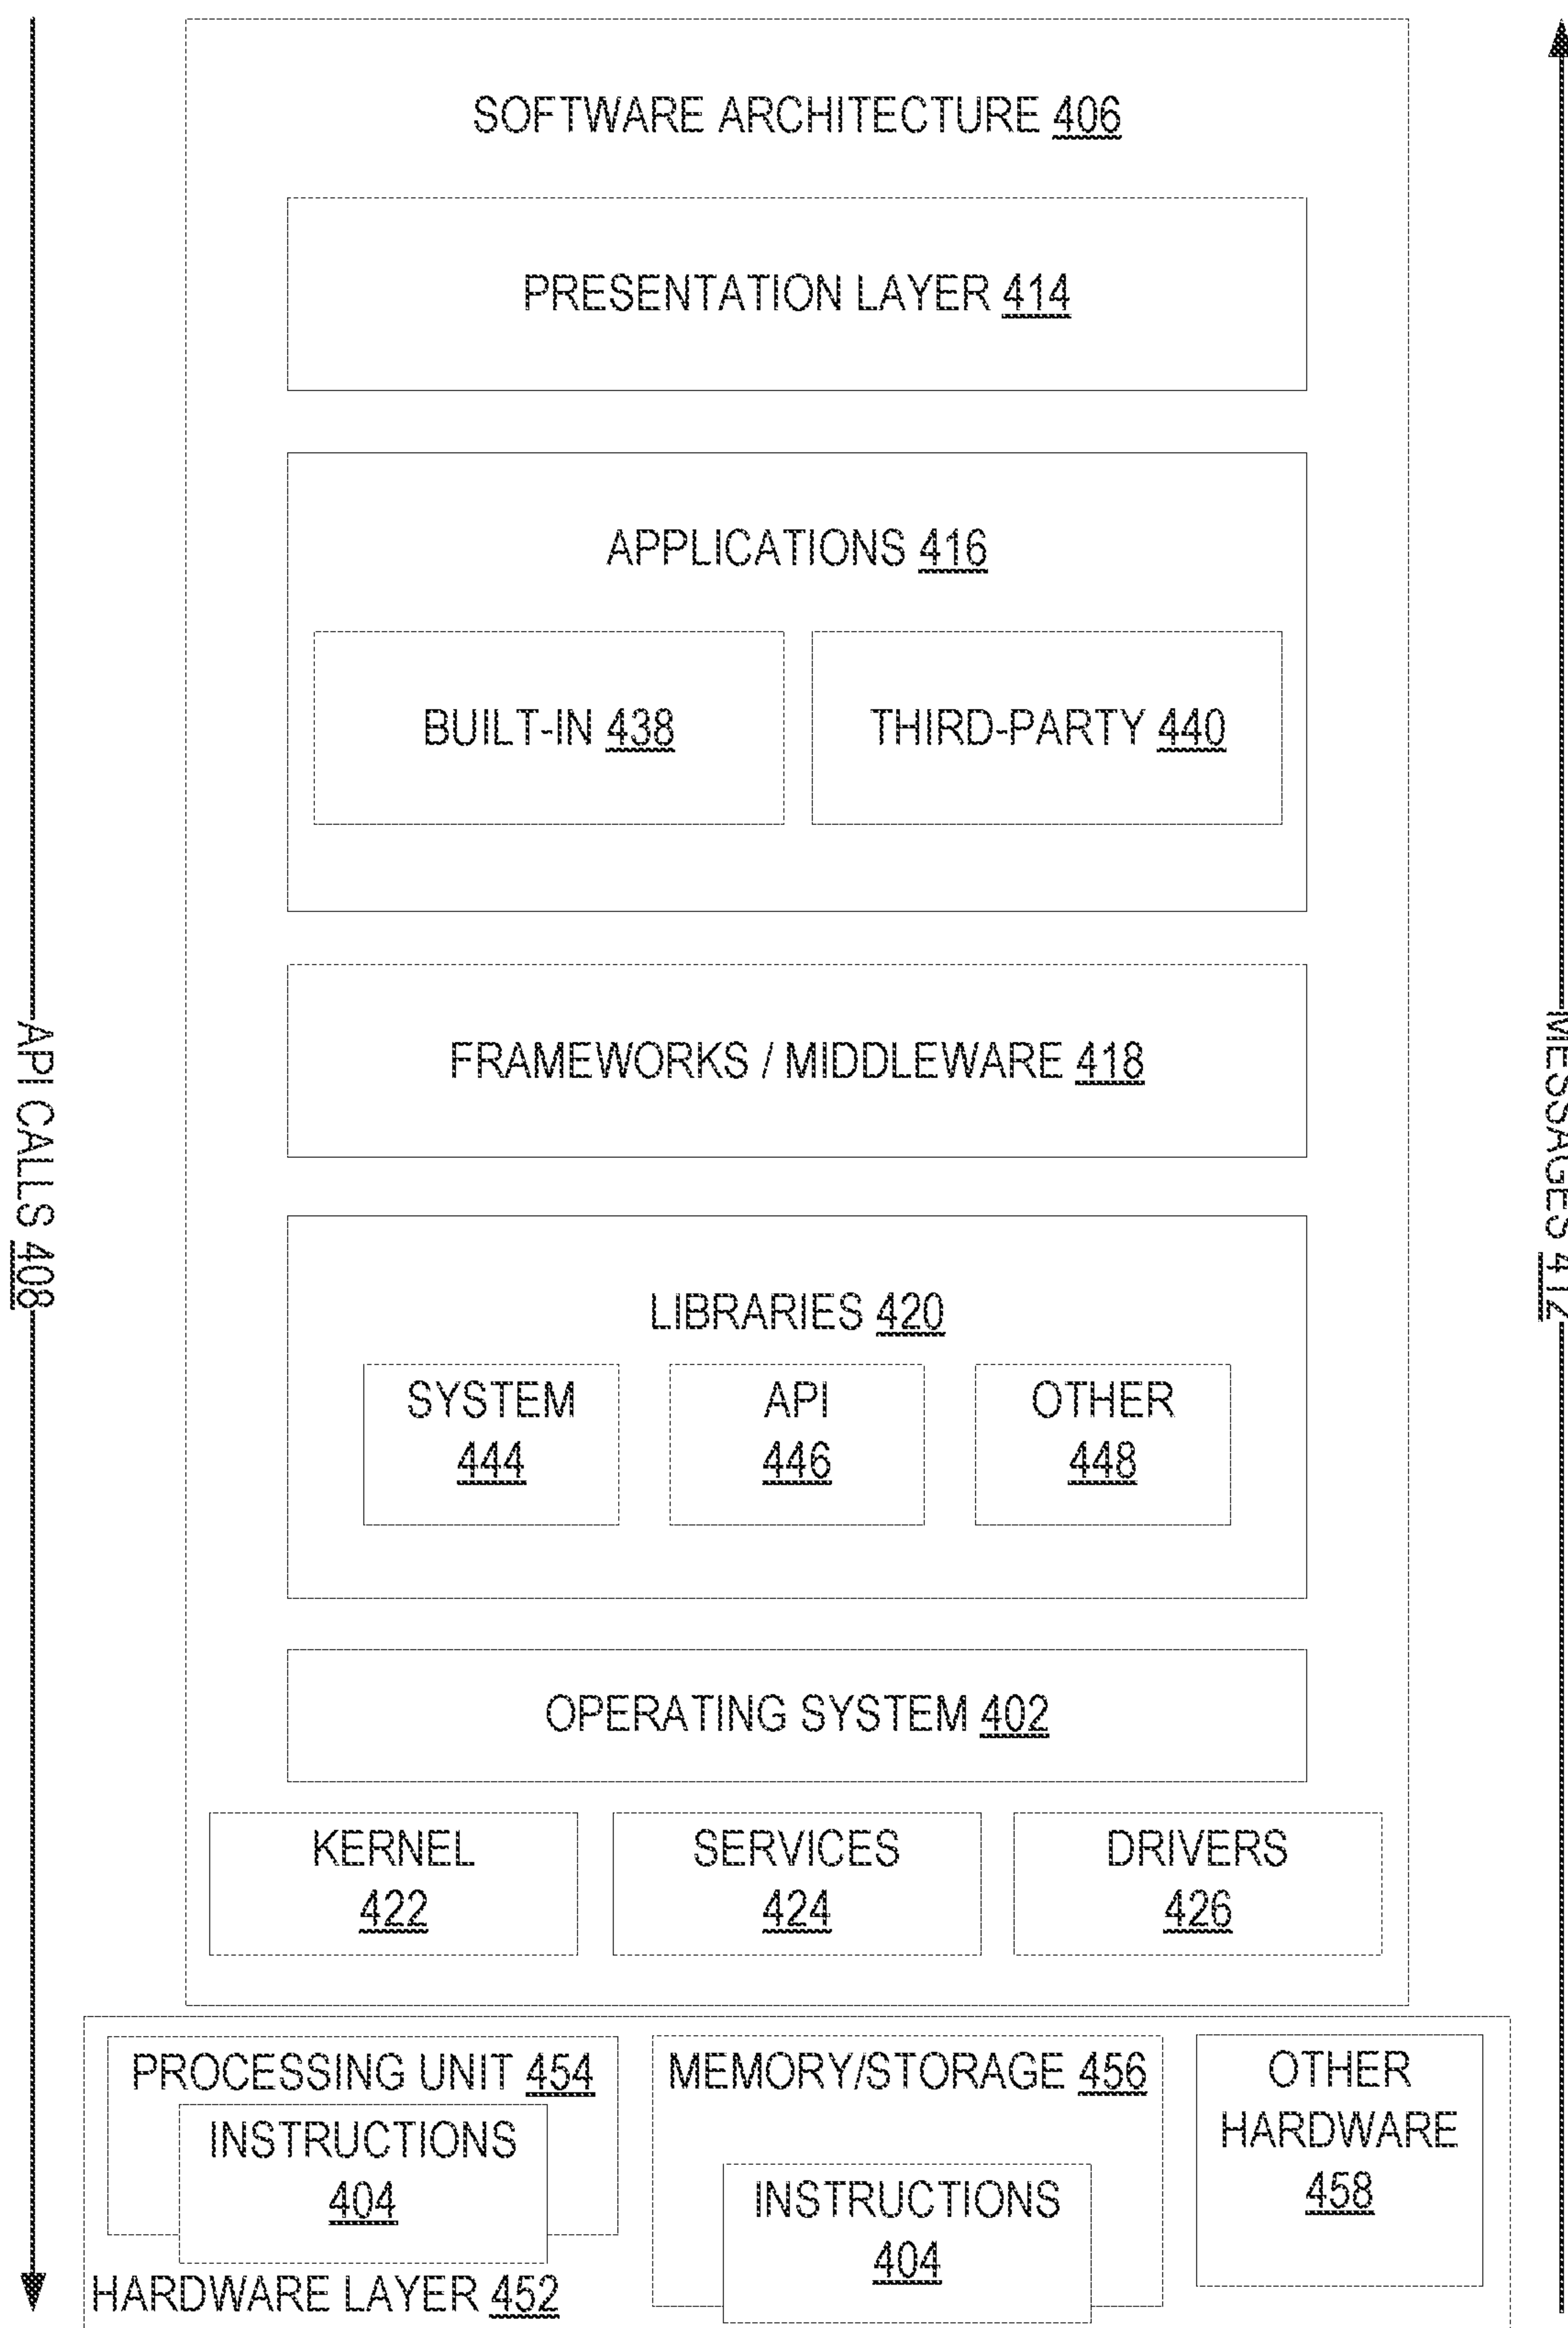 SOFTWARE ARCHITECTURE 406
PRESENTATION LAYER 414
APPLICATIONS 416
BUILT-IN 438
THIRD-PARTY 440
FRAMEWORKS / MIDDLEWARE 418
API CALLS 408
MESSAGES 412
LIBRARIES 420
SYSTEM
444
API
446
OTHER
448
OPERATING SYSTEM 402
KERNEL
422
SERVICES
424
DRIVERS
426
PROCESSING UNIT 454
INSTRUCTIONS
404
MEMORY/STORAGE 456
INSTRUCTIONS
404
OTHER
HARDWARE
458
HARDWARE LAYER 452